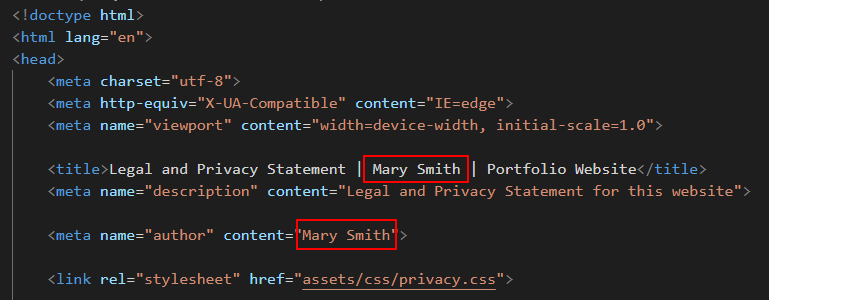 <!doctype html>
<html lang="en">
<head>
<meta charset="utf-8">
<meta http-equiv="X-UA-Compatible" content="IE=edge">
<meta name="viewport" content="width=device-width, initial-scale=1.0">
<title>Legal and Privacy Statement | Mary Smith | Portfolio Website</title>
<meta name="description" content="Legal and Privacy Statement for this website">
<meta name="author" content="Mary Smith">
<link rel="stylesheet" href="assets/css/privacy.css">